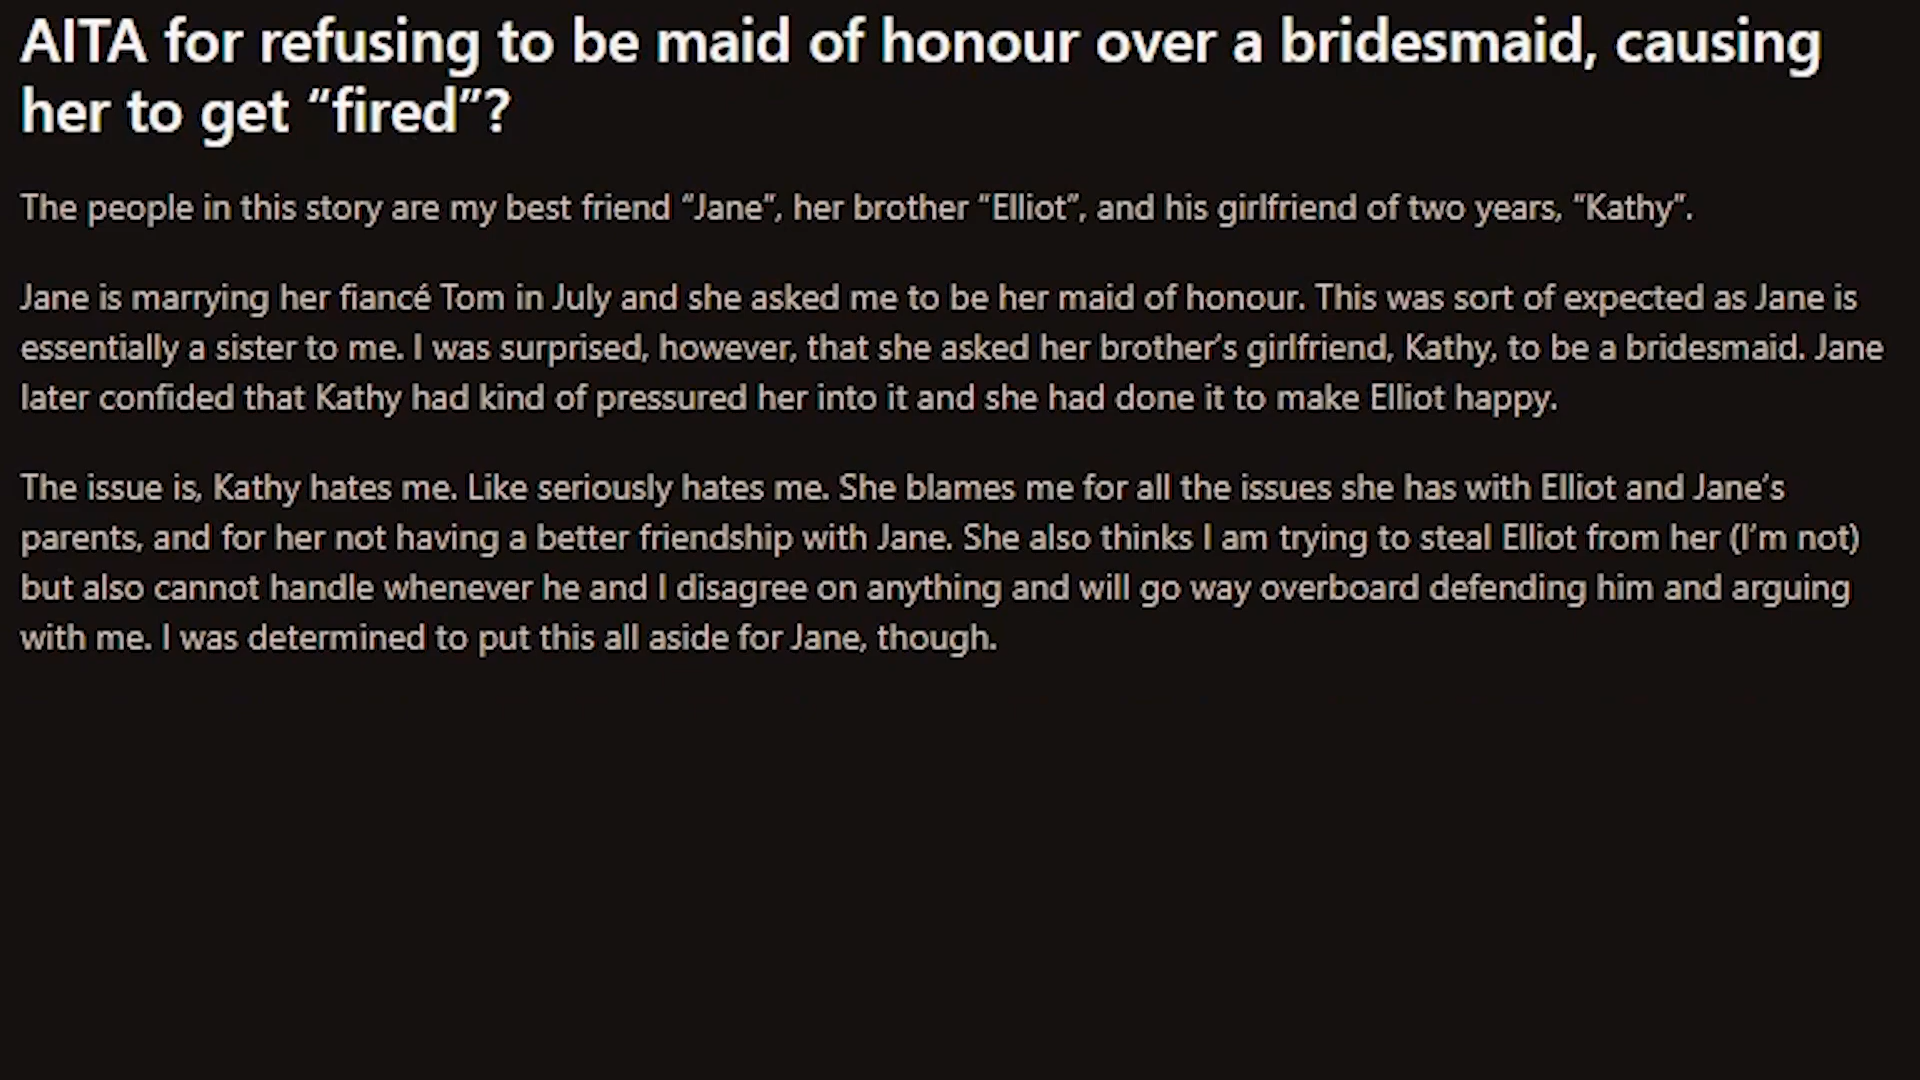 AITA for refusing to be maid of honour over a bridesmaid, causing
her to get “fired”?
The people in this story are my best friend “Jane”, her brother “Elliot”, and his girlfriend of two years, “Kathy”.
Jane is marrying her fiancé Tom in July and she asked me to be her maid of honour. This was sort of expected as Jane is
essentially a sister to me. I was surprised, however, that she asked her brother’s girlfriend, Kathy, to be a bridesmaid. Jane
later confided that Kathy had kind of pressured her into it and she had done it to make Elliot happy.
The issue is, Kathy hates me. Like seriously hates me. She blames me for all the issues she has with Elliot and Jane’s
parents, and for her not having a better friendship with Jane. She also thinks I am trying to steal Elliot from her (I’m not)
but also cannot handle whenever he and I disagree on anything and will go way overboard defending him and arguing
with me. I was determined to put this all aside for Jane, though.